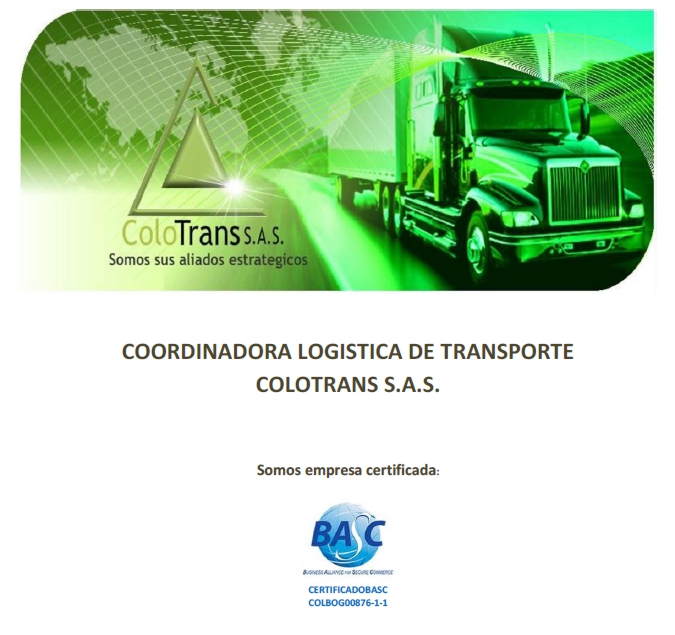 ColoTrans S.A.S.
Somos sus aliados estrategicos
COORDINADORA LOGISTICA DE TRANSPORTE
COLOTRANS S.A.S.
Somos empresa certificada:
BASC
BUSINESS ALLIANCE FOR SECURE COMMERCE
CERTIFICADOBASC
COLBOG00876-1-1